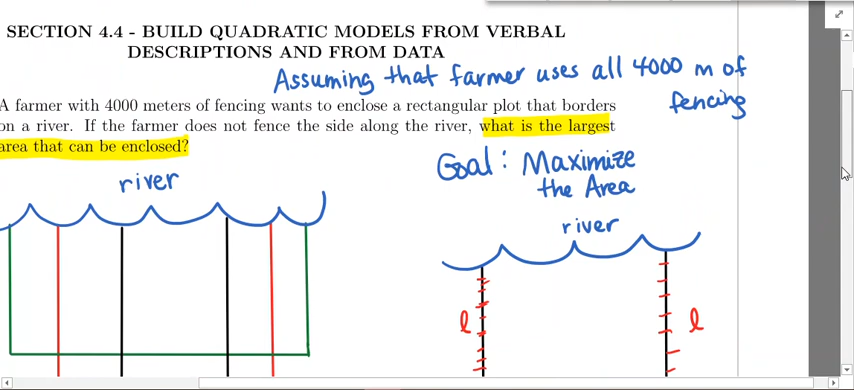 SECTION 4.4 - BUILD QUADRATIC MODELS FROM VERBAL
DESCRIPTIONS AND FROM DATA
Assuming that farmer uses all 4000 m of
fencing
A farmer with 4000 meters of fencing wants to enclose a rectangular plot that borders
on a river. If the farmer does not fence the side along the river, what is the largest
area that can be enclosed?
Goal: Maximize
the Area
river
river
l
l